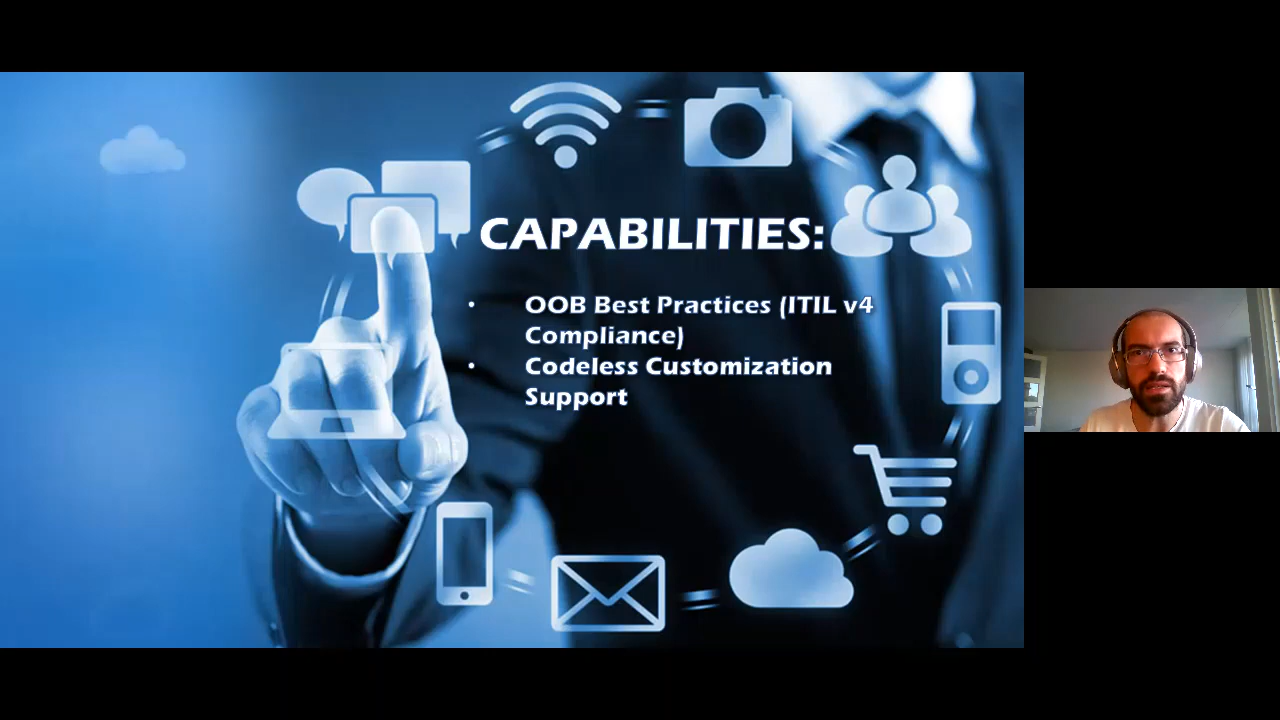 CAPABILITIES:
• OOB Best Practices (ITIL v4
Compliance)
• Codeless Customization
Support